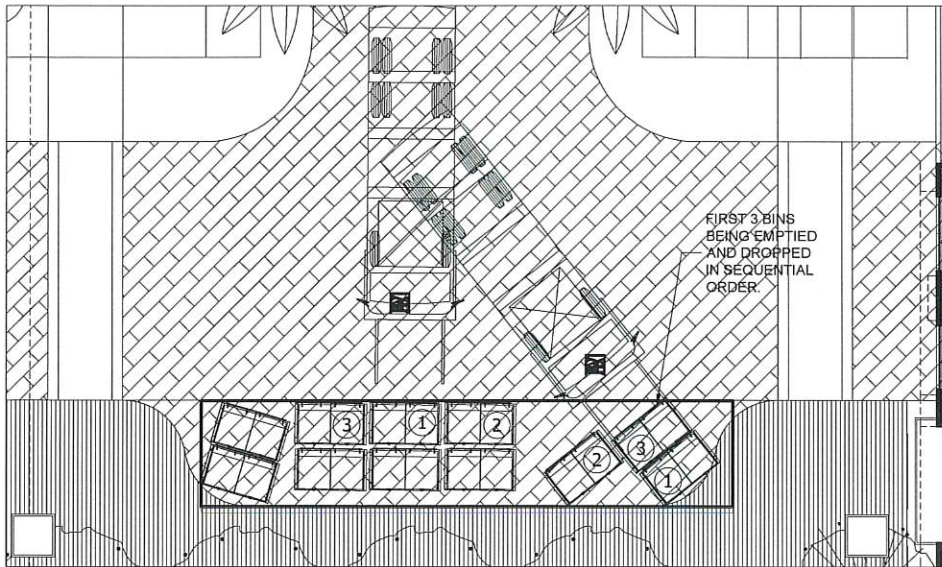 FIRST 3 BINS
BEING EMPTIED
AND DROPPED
IN SEQUENTIAL
ORDER.
3 1 2
2 3 1